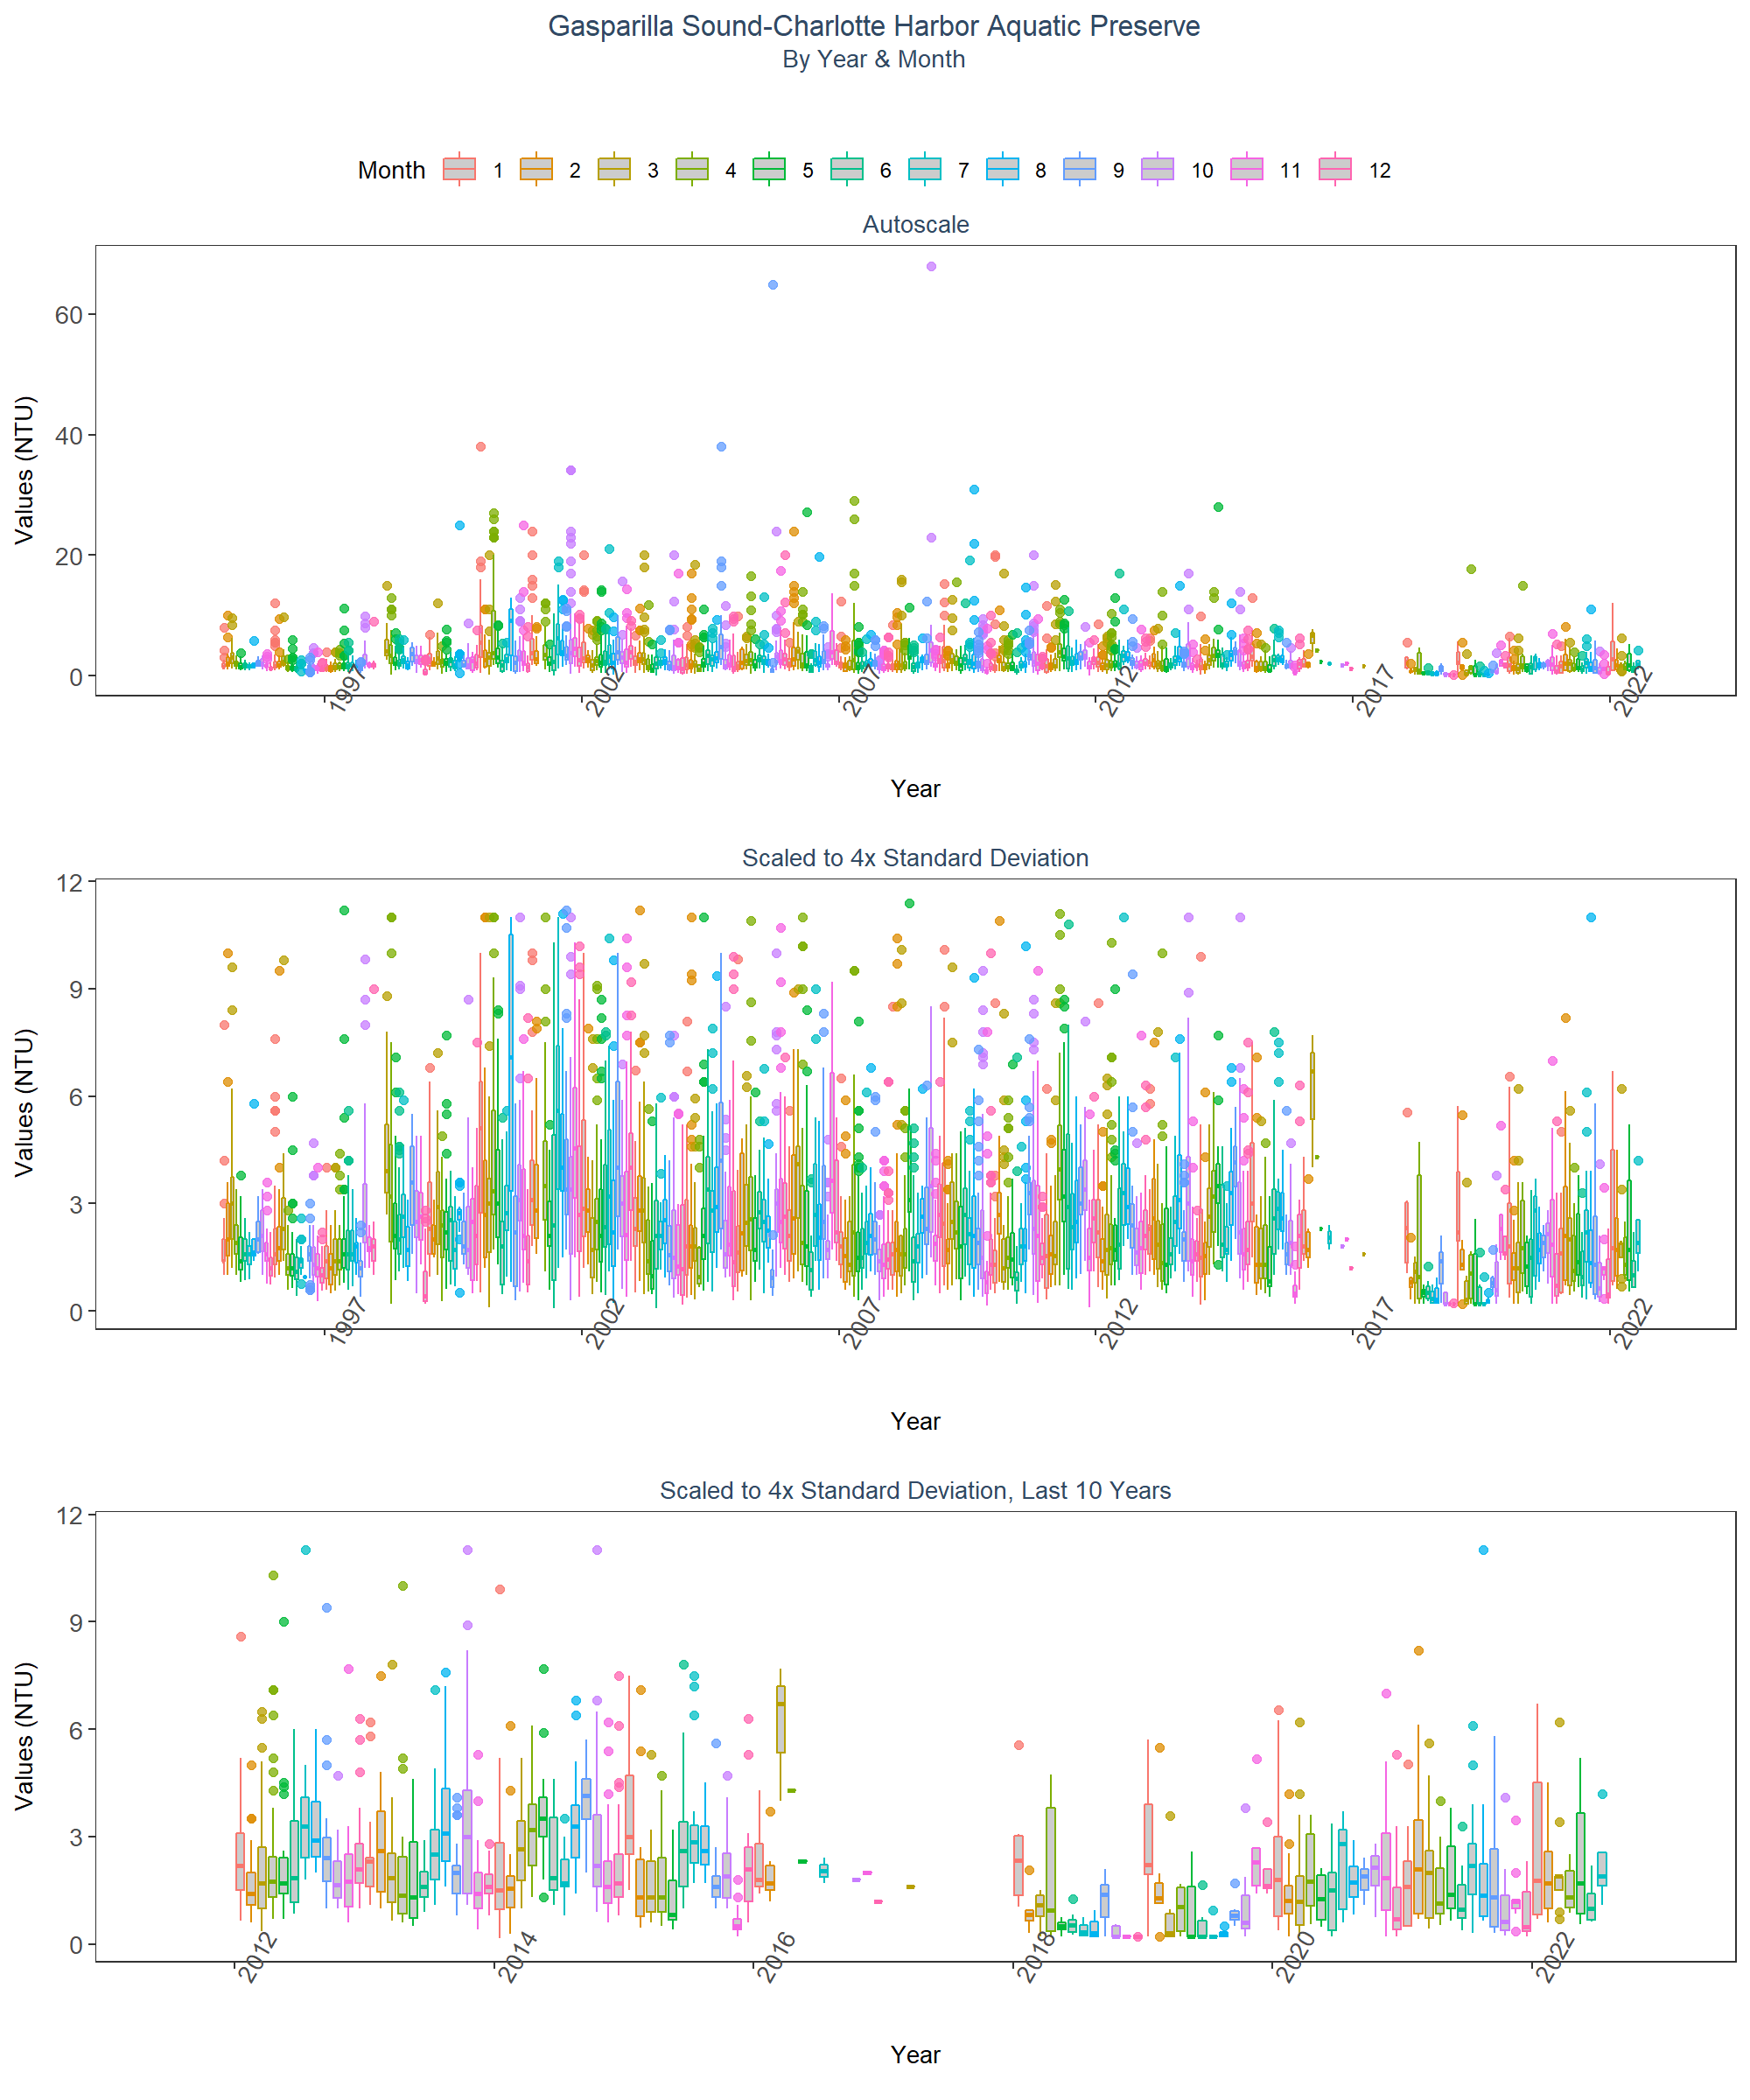 Gasparilla Sound-Charlotte Harbor Aquatic Preserve
By Year & Month
Month 1 2 3 4 5 6 7 8 9 10 11 12
Autoscale
Values (NTU)
60
40
20
0
1997 2002 2007 2012 2017 2022
Year
Scaled to 4x Standard Deviation
Values (NTU)
12
9
6
3
0
1997 2002 2007 2012 2017 2022
Year
Scaled to 4x Standard Deviation, Last 10 Years
Values (NTU)
12
9
6
3
0
2012 2014 2016 2018 2020 2022
Year